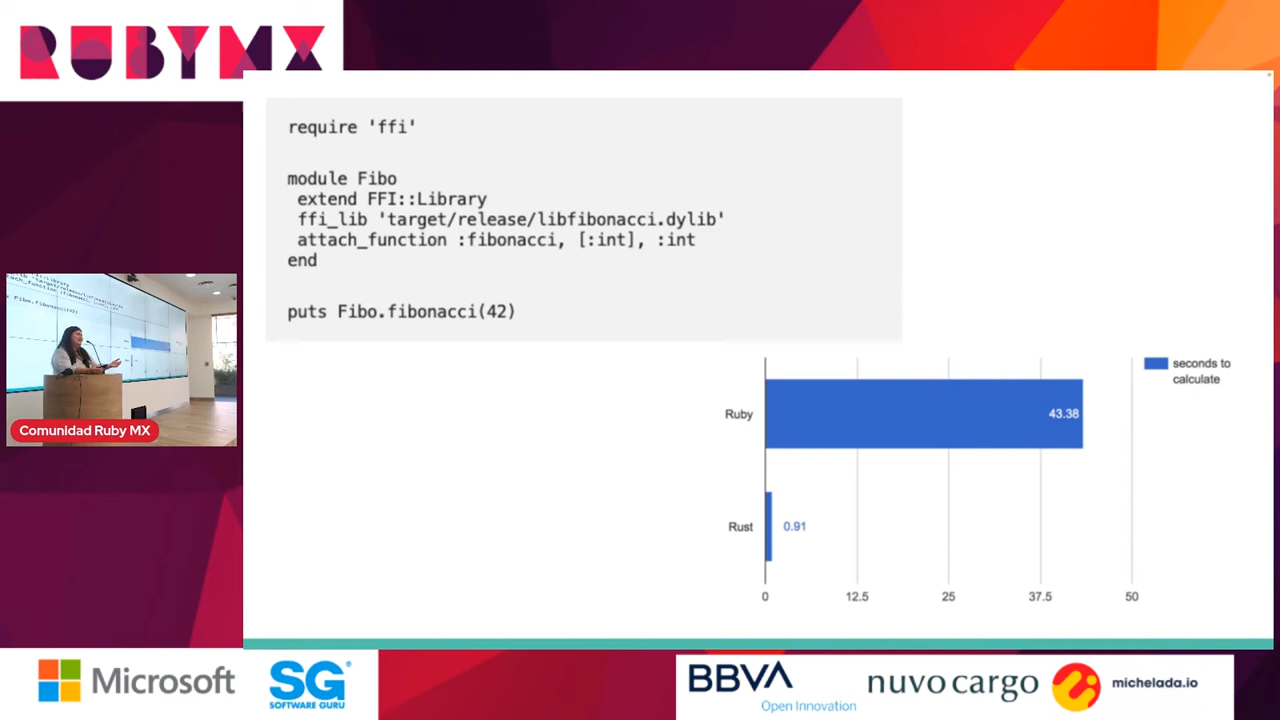 RUBYMX
require 'ffi'
module Fibo
extend FFI::Library
ffi_lib 'target/release/libfibonacci.dylib'
attach_function :fibonacci, [:int], :int
end
puts Fibo.fibonacci(42)
Comunidad Ruby MX
seconds to
calculate
Ruby
43.38
Rust
0.91
0
12.5
25
37.5
50
Microsoft
SG
SOFTWARE GURU
BBVA
Open Innovation
nuvo cargo
michelada.io